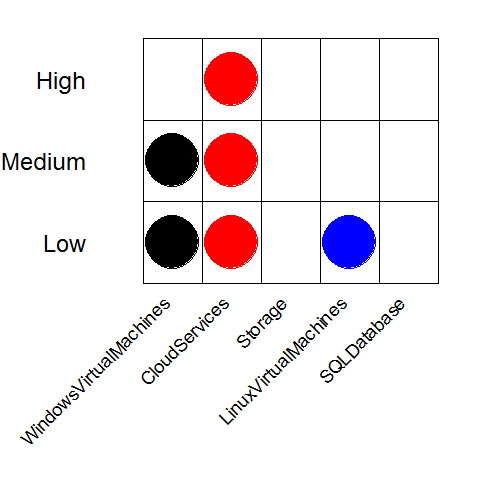 High
Medium
Low
WindowsVirtualMachines
CloudServices
Storage
LinuxVirtualMachines
SQLDatabase